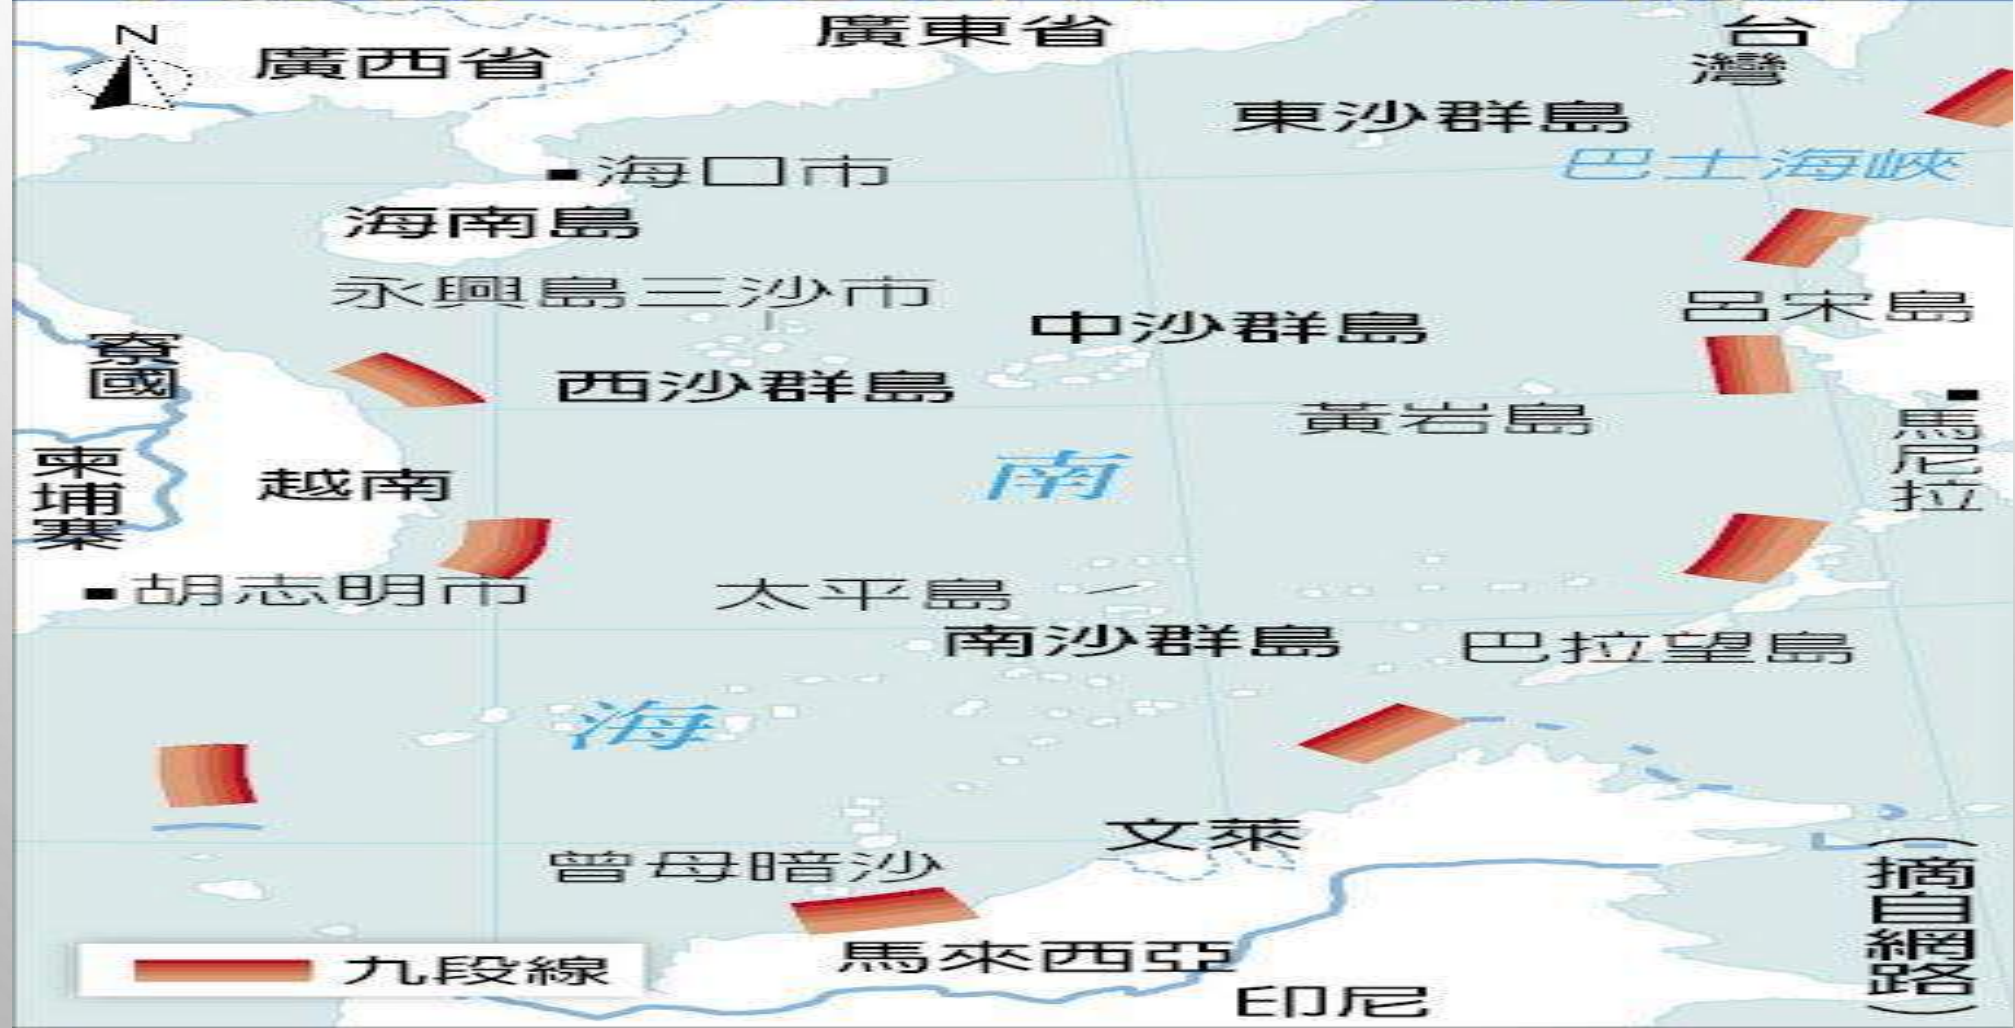 N
廣西省
廣東省
台灣
東沙群島
巴士海峽
海口市
海南島
永興島三沙市
中沙群島
呂宋島
寮國
西沙群島
黃岩島
馬尼拉
柬埔寨
越南
南
胡志明市
太平島
南沙群島
巴拉望島
海
文萊
曾母暗沙
馬來西亞
印尼
九段線
(摘自網路)